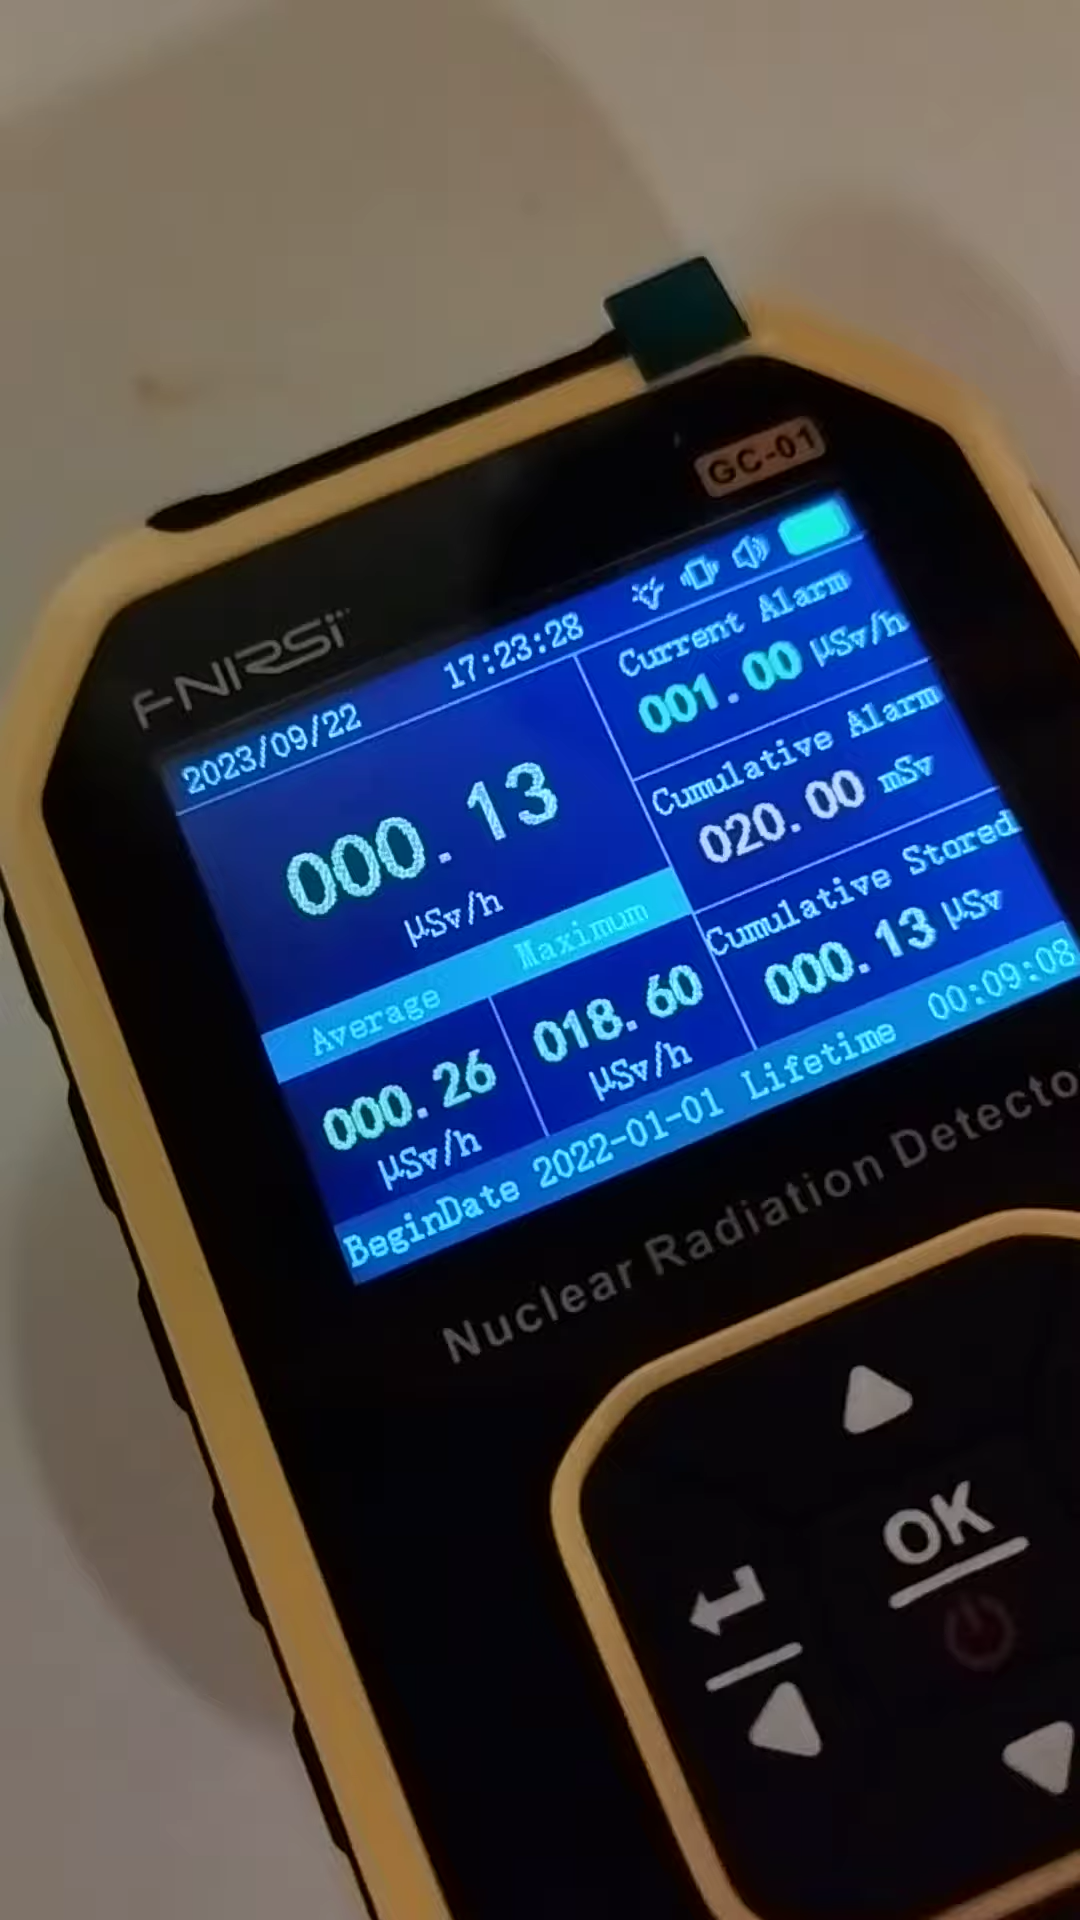 GC-01
FNIRSI
2023/09/22 17:23:28
000.13
µSv/h
Current Alarm
001.00 µSv/h
Cumulative Alarm
020.00 mSv
Cumulative Stored
000.13 µSv
Average Maximum
000.26
µSv/h
018.60
µSv/h
BeginDate 2022-01-01 Lifetime 00:09:08
Nuclear Radiation Detecto
OK